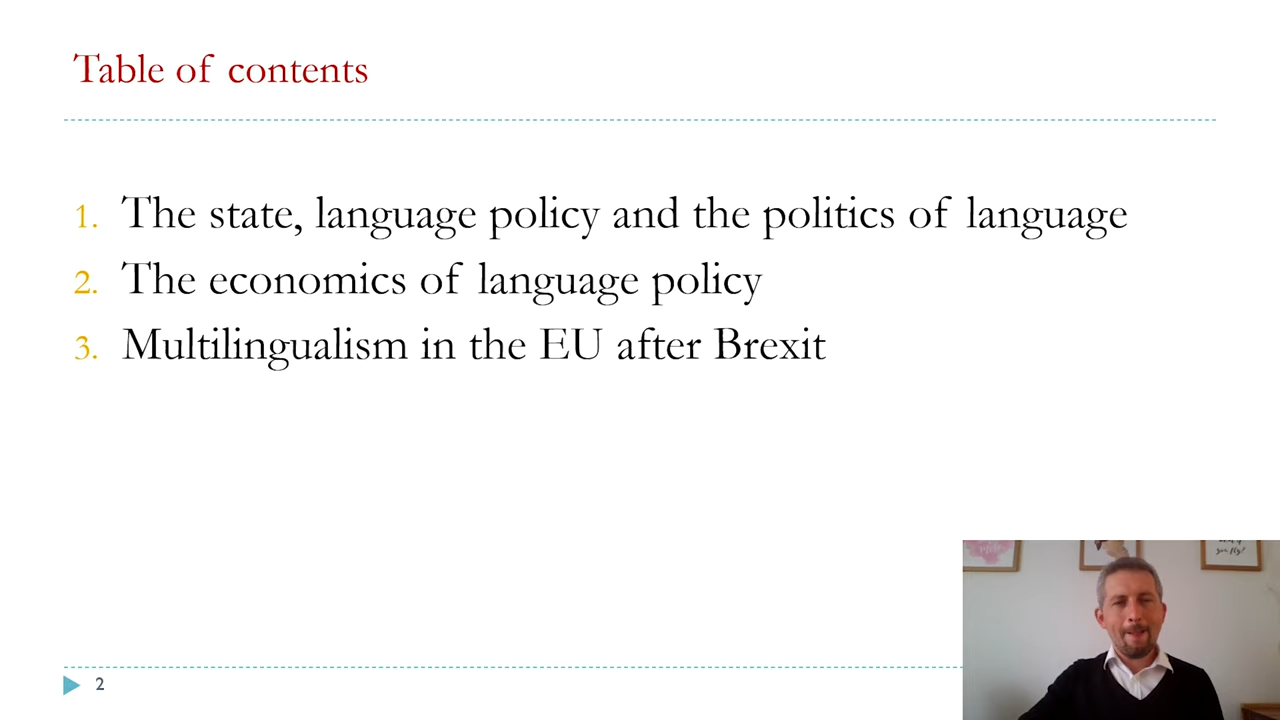 Table of contents
1. The state, language policy and the politics of language
2. The economics of language policy
3. Multilingualism in the EU after Brexit
2